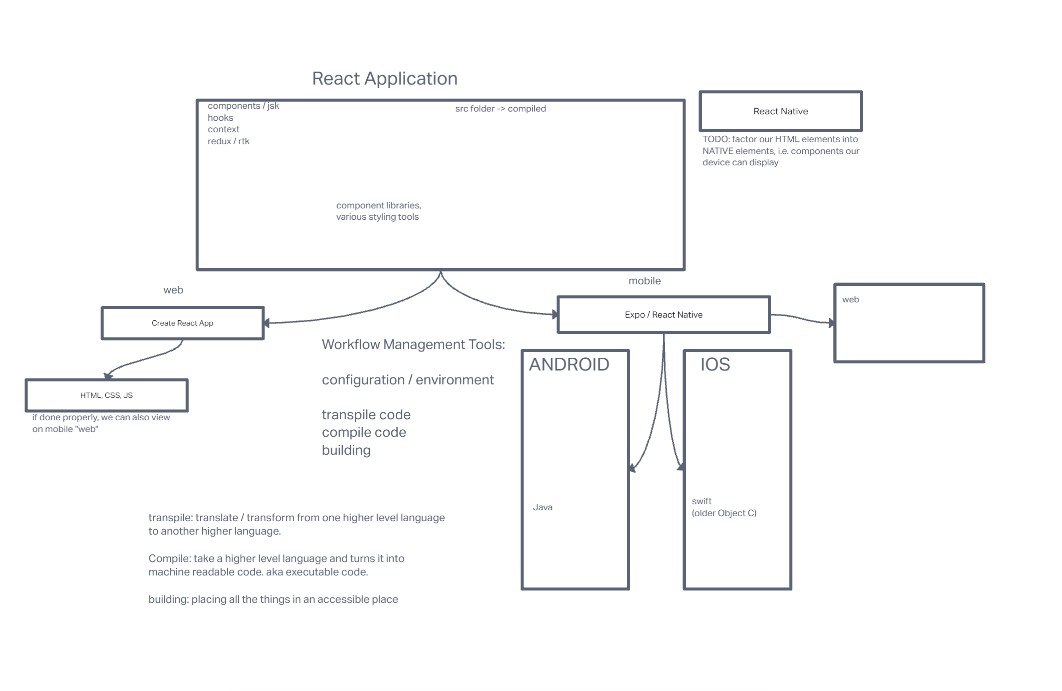 React Application
components / jsk
hooks
context
redux / rtk
src folder -> compiled
component libraries,
various styling tools
React Native
TODO: factor our HTML elements into
NATIVE elements, i.e. components our
device can display
web
Create React App
HTML, CSS, JS
if done properly, we can also view
on mobile "web"
mobile
Expo / React Native
web
Workflow Management Tools:
configuration / environment
transpile code
compile code
building
ANDROID
Java
IOS
swift
(older Object C)
transpile: translate / transform from one higher level language
to another higher language.
Compile: take a higher level language and turns it into
machine readable code. aka executable code.
building: placing all the things in an accessible place